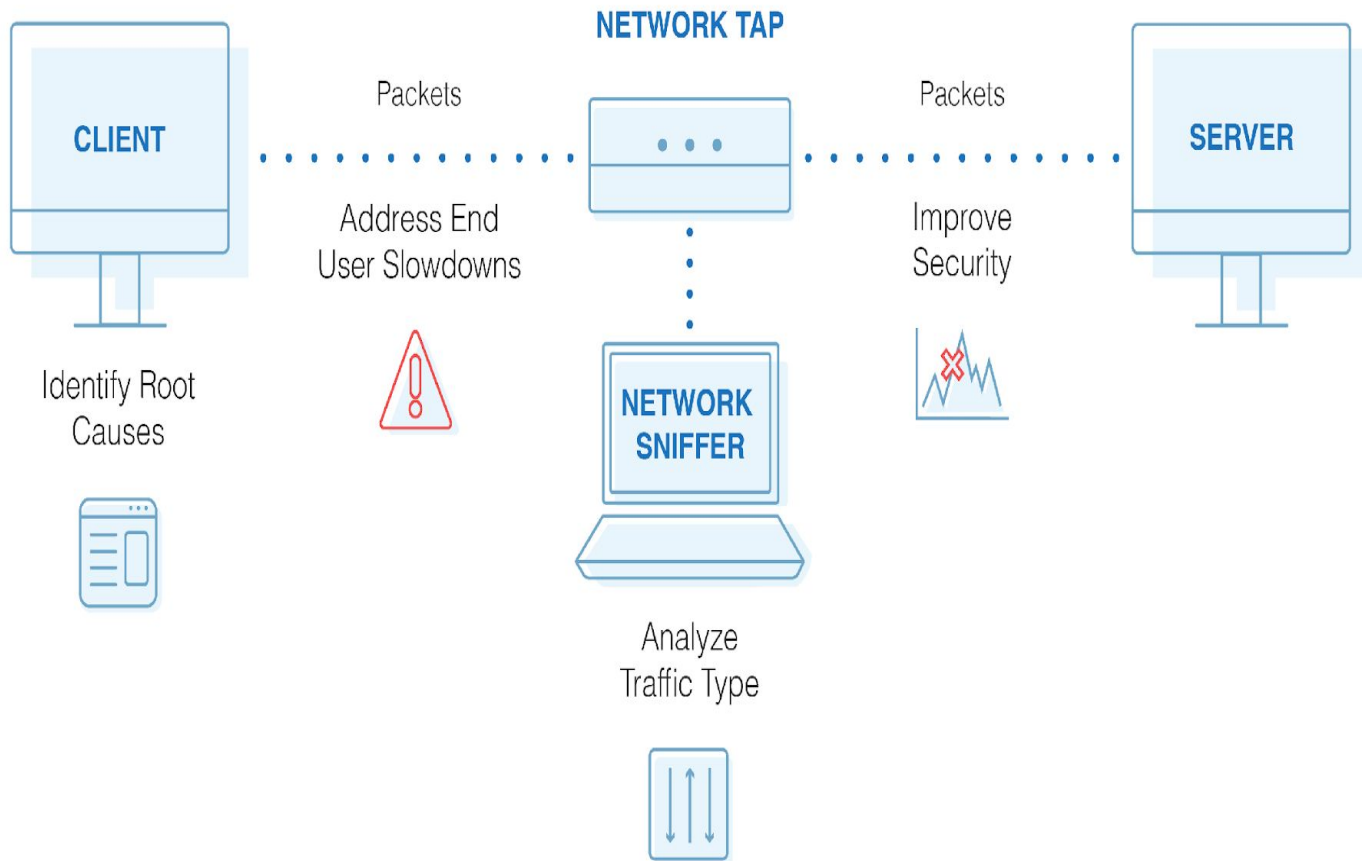 NETWORK TAP
Packets
Packets
CLIENT
SERVER
Address End
User Slowdowns
Improve
Security
Identify Root
Causes
NETWORK
SNIFFER
Analyze
Traffic Type